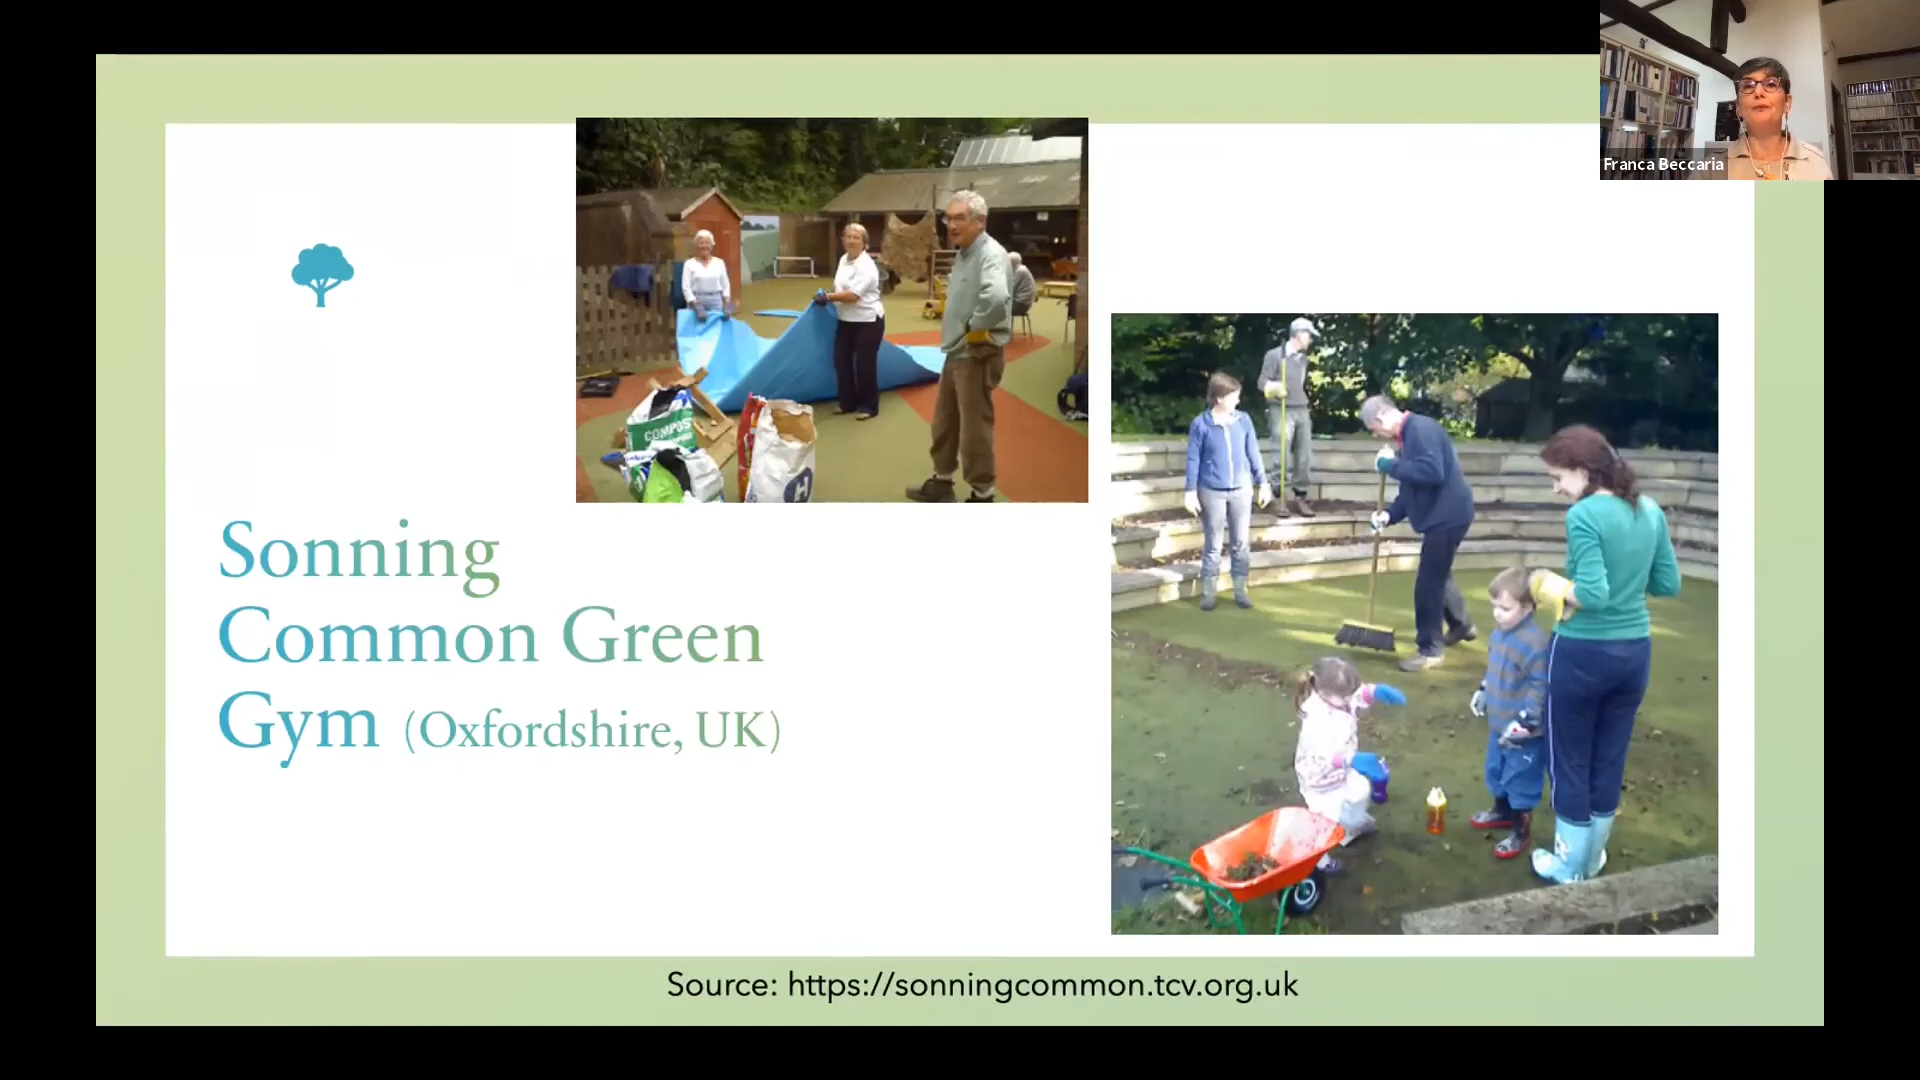 Franca Beccaria
COMPOST
H
Sonning
Common Green
Gym (Oxfordshire, UK)
Source: https://sonningcommon.tcv.org.uk